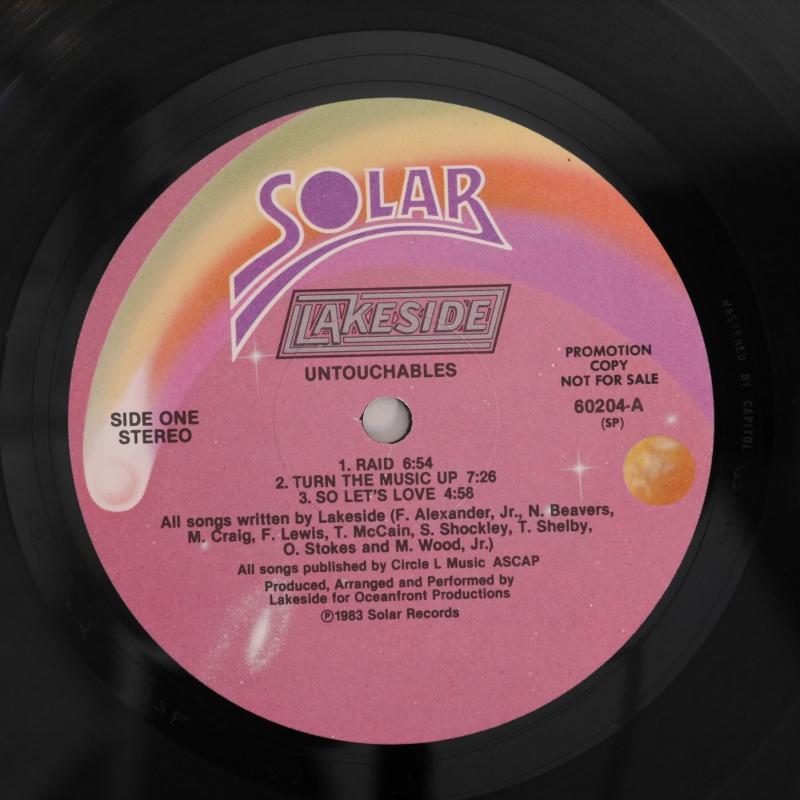 SOLAR
LAKESIDE
UNTOUCHABLES
PROMOTION
COPY
NOT FOR SALE
60204-A
(SP)
SIDE ONE
STEREO
1. RAID 6:54
2. TURN THE MUSIC UP 7:26
3. SO LET'S LOVE 4:58
All songs written by Lakeside (F. Alexander, Jr., N. Beavers,
M. Craig, F. Lewis, T. McCain, S. Shockley, T. Shelby,
O. Stokes and M. Wood, Jr.)
All songs published by Circle L Music ASCAP
Produced, Arranged and Performed by
Lakeside for Oceanfront Productions
Ⓟ1983 Solar Records
MASTERED BY CAPITOL